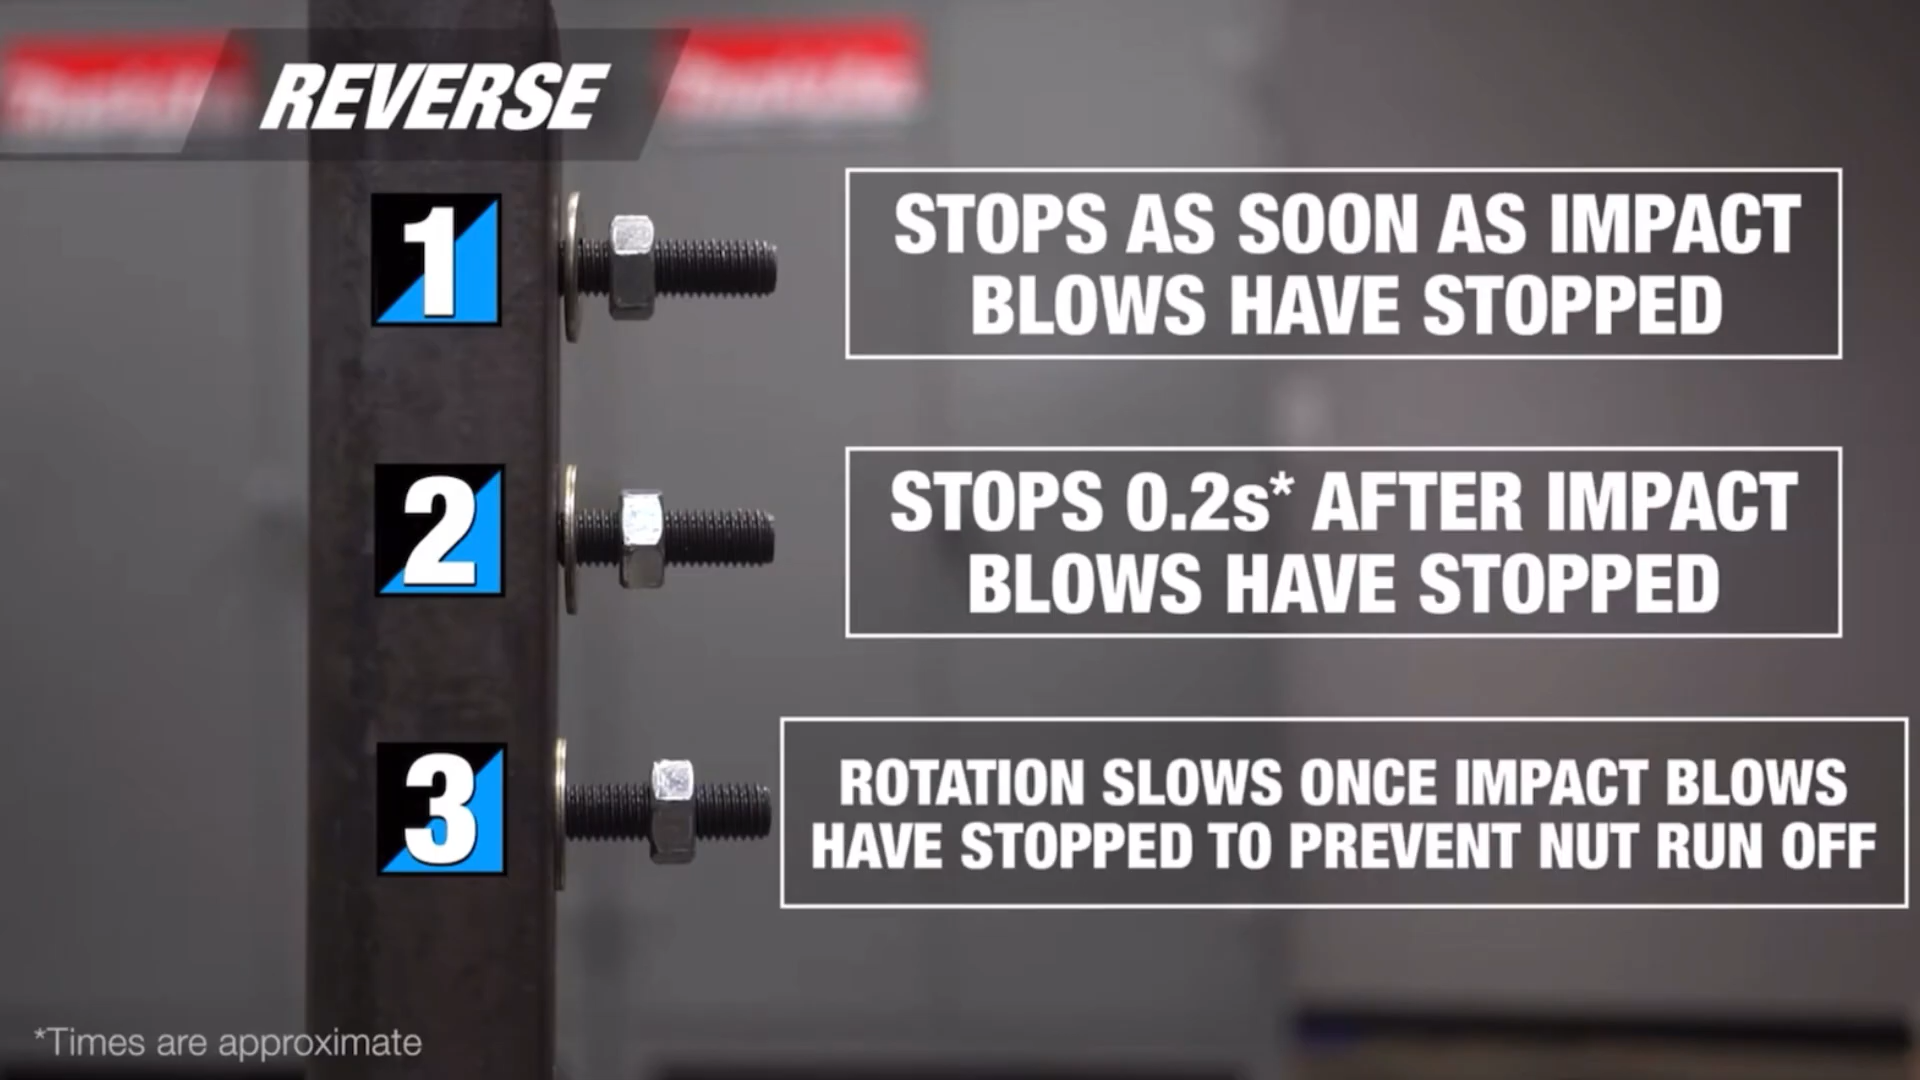 REVERSE
1
STOPS AS SOON AS IMPACT
BLOWS HAVE STOPPED
2
STOPS 0.2s* AFTER IMPACT
BLOWS HAVE STOPPED
3
ROTATION SLOWS ONCE IMPACT BLOWS
HAVE STOPPED TO PREVENT NUT RUN OFF
*Times are approximate